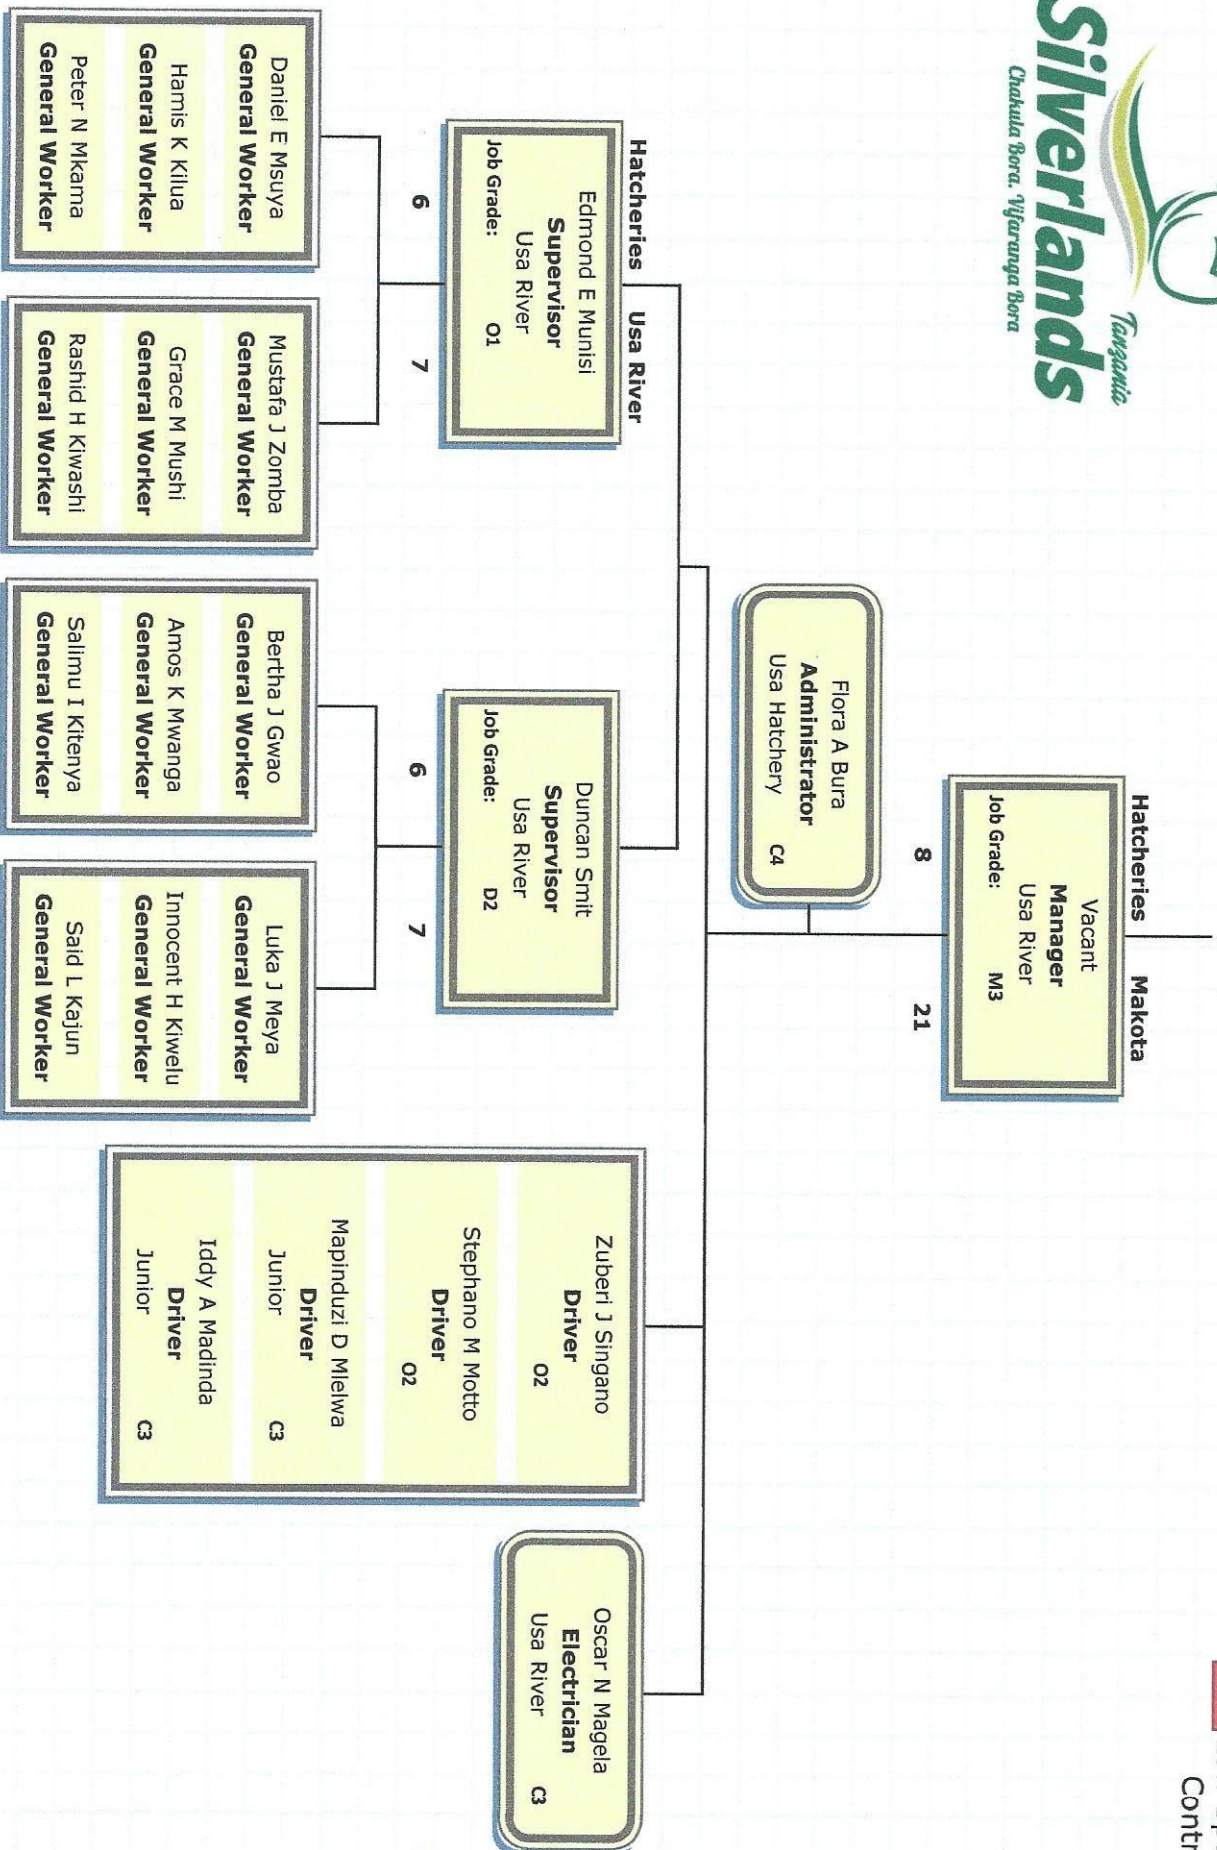 Tanzania
Silverlands
Chakula Bora. Vifaranga Bora
Contr
Hatcheries Makota
Vacant
Manager
Usa River
Job Grade: M3
8 21
Flora A Bura
Administrator
Usa Hatchery
C4
Hatcheries Usa River
Edmond E Munisi
Supervisor
Usa River
Job Grade: O1
6 7
Duncan Smit
Supervisor
Usa River
Job Grade: D2
6 7
Zuberi J Singano
Driver
O2
Stephano M Motto
Driver
O2
Mapinduzi D Mlelwa
Driver
Junior C3
Iddy A Madinda
Driver
Junior C3
Oscar N Magela
Electrician
Usa River C3
Daniel E Msuya
General Worker
Hamis K Kilua
General Worker
Peter N Mkama
General Worker
Mustafa J Zomba
General Worker
Grace M Mushi
General Worker
Rashid H Kiwashi
General Worker
Bertha J Gwao
General Worker
Amos K Mwanga
General Worker
Salimu I Kitenya
General Worker
Luka J Meya
General Worker
Innocent H Kiwelu
General Worker
Said L Kajun
General Worker